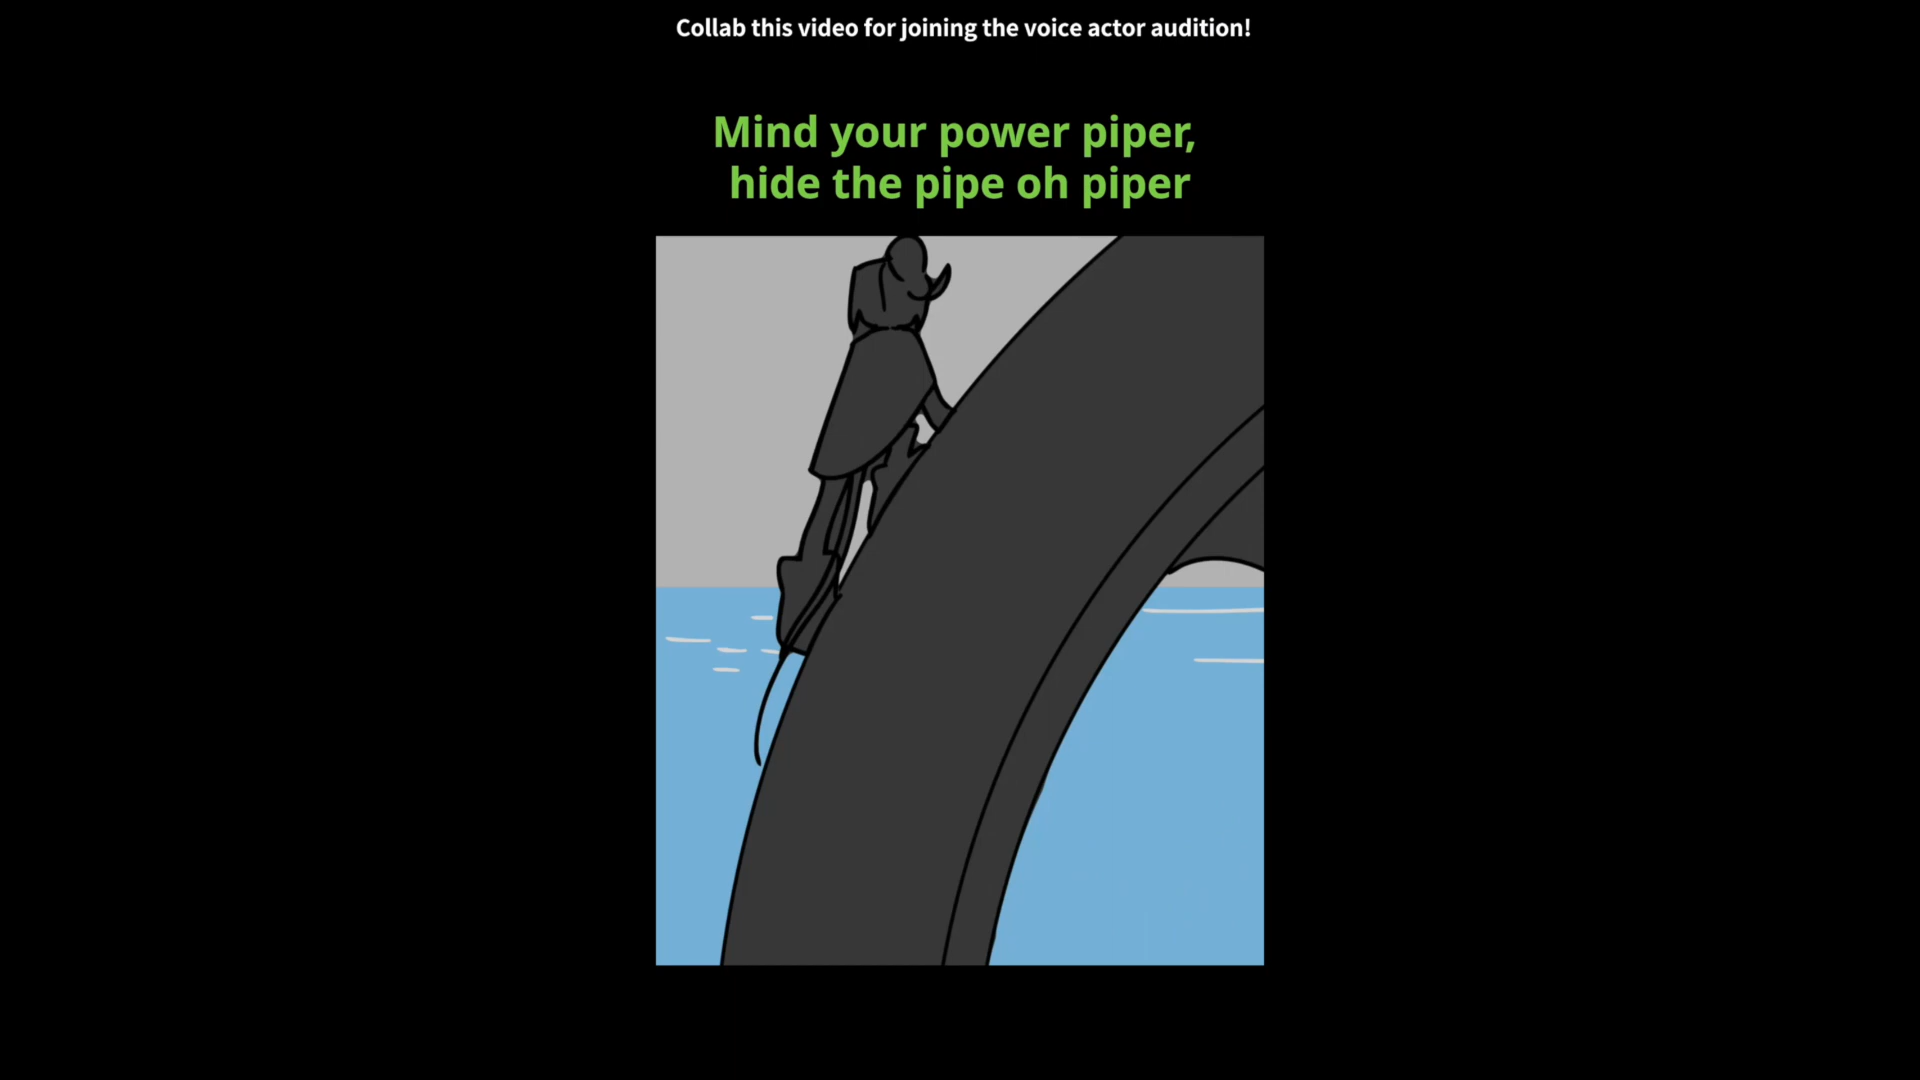 Collab this video for joining the voice actor audition!
Mind your power piper,
hide the pipe oh piper